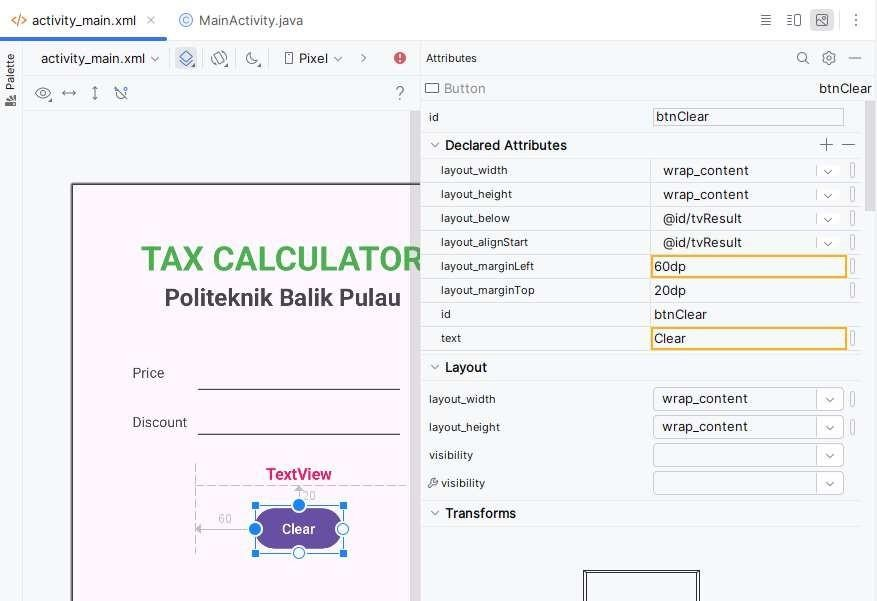 activity_main.xml
MainActivity.java
Palette
activity_main.xml
Pixel
?
TAX CALCULATOR
Politeknik Balik Pulau
Price
Discount
TextView
20
60
Clear
Attributes
Button btnClear
id btnClear
Declared Attributes
layout_width wrap_content
layout_height wrap_content
layout_below @id/tvResult
layout_alignStart @id/tvResult
layout_marginLeft 60dp
layout_marginTop 20dp
id btnClear
text Clear
Layout
layout_width wrap_content
layout_height wrap_content
visibility
visibility
Transforms